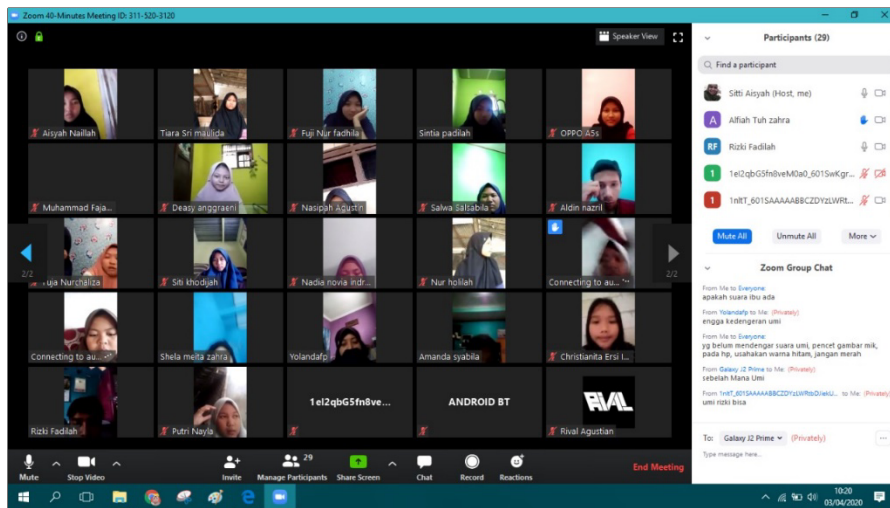 Zoom 40-Minutes Meeting ID: 311-520-3120
Speaker View
Participants (29)
Find a participant
Sitti Aisyah (Host, me)
A Alfiah Tuh zahra
RF Rizki Fadilah
1 1el2qbG5fn8veM0a0_601SwKgr...
1 1nltT_601SAAAAABBCZDYzLWRt...
Mute All Unmute All More
Zoom Group Chat
From Me to Everyone:
apakah suara ibu ada
From Yolandafp to Me: (Privately)
engga kedengeran umi
From Me to Everyone:
yg belum mendengar suara umi, pencet gambar mik,
pada hp, usahakan warna hitam, jangan merah
From Galaxy J2 Prime to Me: (Privately)
sebelah Mana Umi
to Me: (Privately)
umi rizki bisa
To: Galaxy J2 Prime (Privately)
Type message here...
Aisyah Naillah
Tiara Sri maulida
Fuji Nur fadhila
Sintia padilah
OPPO A5s
Muhammad Faja...
Deasy anggraeni
Nasipah Agustin
Salwa Salsabila
Aldin nazril
Tuja Nurchaliza
Siti khodijah
Nadia novia indr...
Nur holilah
Connecting to au...
2/2
2/2
Connecting to au...
Shela meita zahra
Yolandafp
Amanda syabila
Christianita Ersi I...
Rizki Fadilah
Putri Nayla
1el2qbG5fn8ve...
ANDROID BT
RIVAL
Rival Agustian
Mute
Stop Video
Invite
Manage Participants 29
Share Screen
Chat
Record
Reactions
End Meeting
10:20
03/04/2020